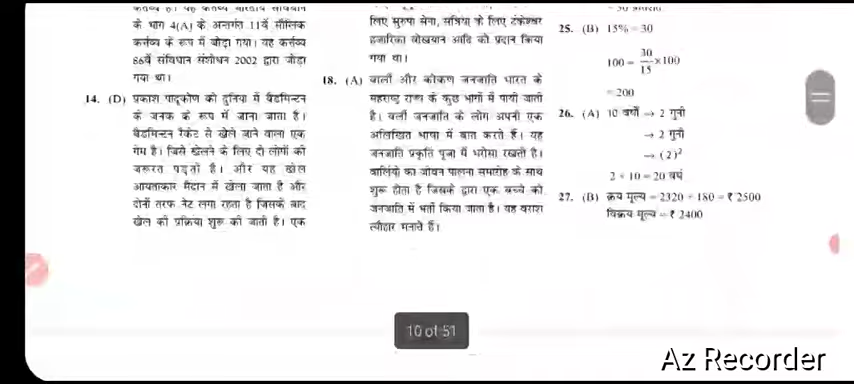 के भाग 4(A) के अन्तर्गत 11वें मौलिक
कर्त्तव्य के रूप में जोड़ा गया। यह कर्त्तव्य
86वें संविधान संशोधन 2002 द्वारा जोड़ा
गया था।
14. (D) प्रकाश पादुकोण को दुनिया में बैडमिन्टन
के जनक के रूप में जाना जाता है।
बैडमिन्टन रैकेट से खेले जाने वाला एक
गेम है। जिसे खेलने के लिए दो लोगों की
जरूरत पड़ती है। और यह खेल
आयताकार मैदान में खेला जाता है और
दोनों तरफ नेट लगा रहता है जिसके बाद
खेल की प्रक्रिया शुरू की जाती है। एक
लिए सुरूपा सेना, सत्रिया के लिए टंकेश्वर
हजारिका बोरबयान आदि को प्रदान किया
गया था।
18. (A) वार्ली और कोकण जनजाति भारत के
महाराष्ट्र राज्य के कुछ भागों में पायी जाती
है। वर्ली जनजाति के लोग अपनी एक
अलिखित भाषा में बात करते हैं। यह
जनजाति प्रकृति पूजा में भरोसा रखती है।
वार्लियों का जीवन पालना समारोह के साथ
शुरू होता है जिसके द्वारा एक बच्चे को
जनजाति में भर्ती किया जाता है। यह
त्यौहार मनाते हैं।
25. (B) 15% = 30
100 = 30/15 × 100
= 200
26. (A) 10 वर्षों → 2 गुनी
→ 2 गुनी
→ (2)²
2 × 10 = 20 वर्ष
27. (B) क्रय मूल्य = 2320 + 180 = ₹ 2500
विक्रय मूल्य = ₹ 2400
10 of 51
Az Recorder